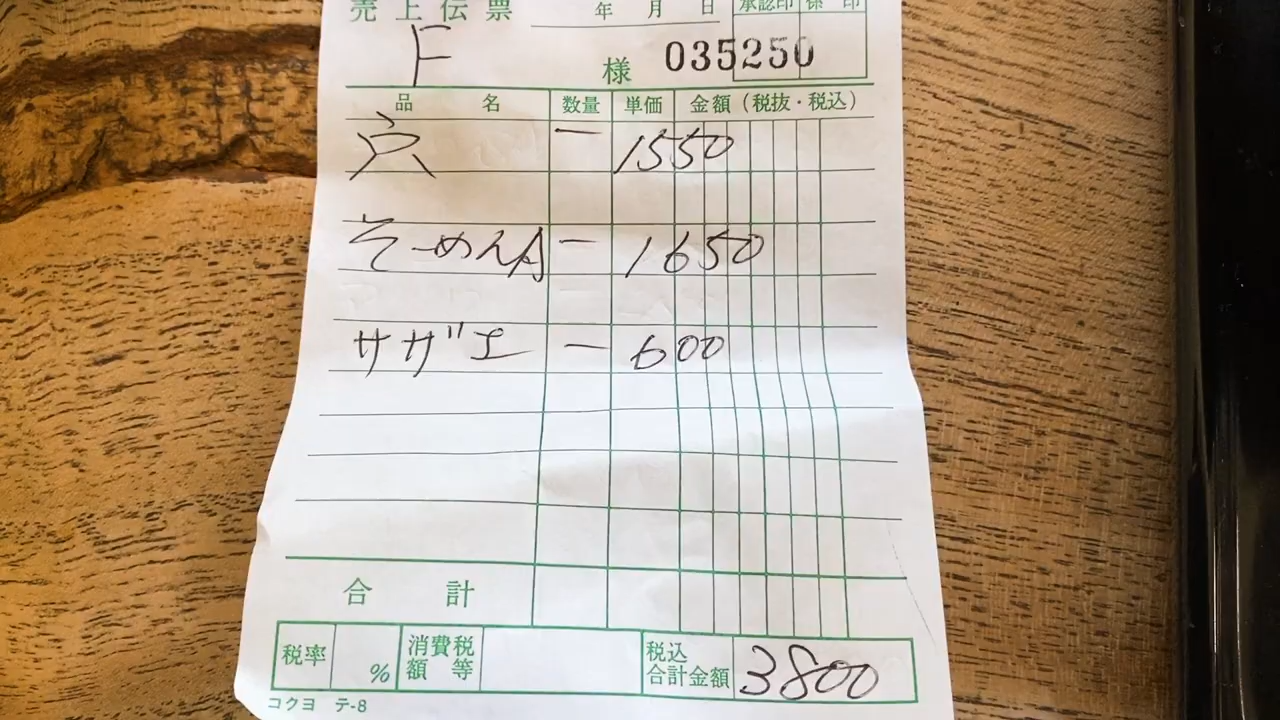 売上伝票 年 月 日 承認印 係印
F 様 035250
品名 数量 単価 金額(税抜・税込)
穴 一 1550
そーめんA 一 1650
サザエ 一 600
合計
税率 % 消費税額等 税込合計金額 3800
コクヨ テ-8